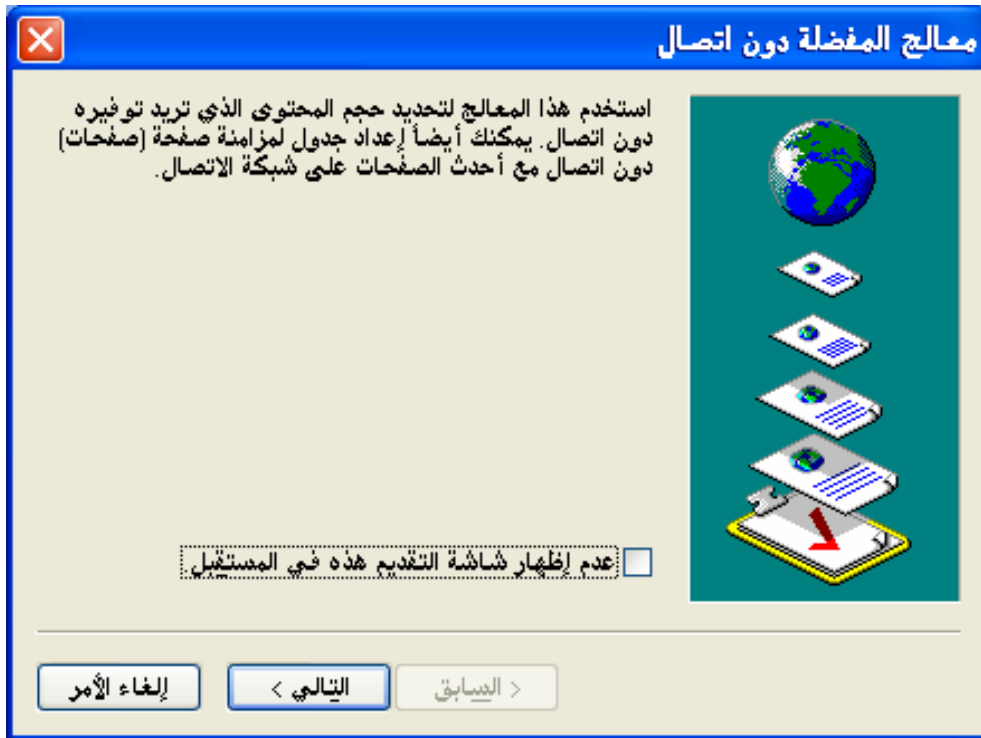 معالج المفضلة دون اتصال
استخدم هذا المعالج لتحديد حجم المحتوى الذي تريد توفيره
دون اتصال. يمكنك أيضاً إعداد جدول لمزامنة صفحة (صفحات)
دون اتصال مع أحدث الصفحات على شبكة الاتصال.
عدم إظهار شاشة التقديم هذه في المستقبل.
< السابق
التالي >
إلغاء الأمر